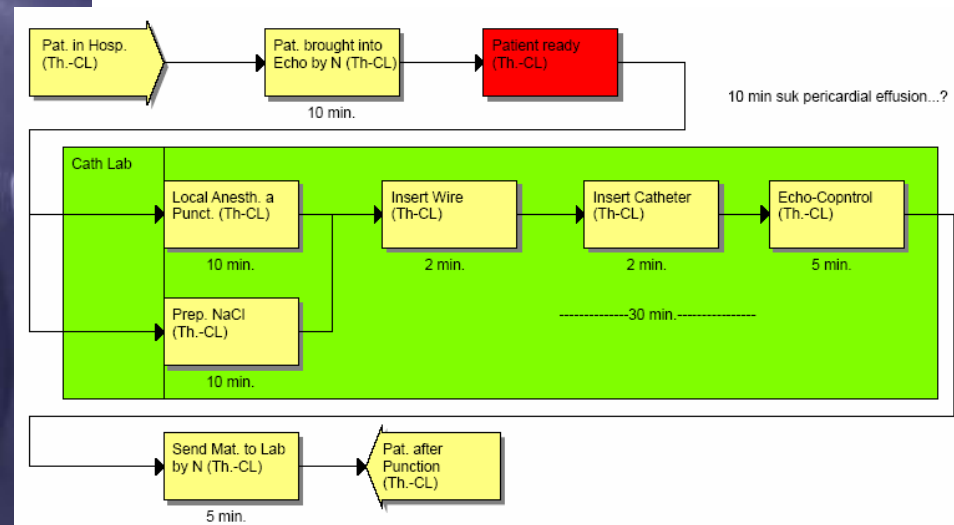 Pat. in Hosp.
(Th.-CL)
Pat. brought into
Echo by N (Th-CL)
10 min.
Patient ready
(Th.-CL)
10 min suk pericardial effusion...?
Cath Lab
Local Anesth. a
Punct. (Th-CL)
10 min.
Insert Wire
(Th-CL)
2 min.
Insert Catheter
(Th-CL)
2 min.
Echo-Copntrol
(Th.-CL)
5 min.
Prep. NaCl
(Th.-CL)
10 min.
--------------30 min.----------------
Send Mat. to Lab
by N (Th.-CL)
5 min.
Pat. after
Punction
(Th.-CL)